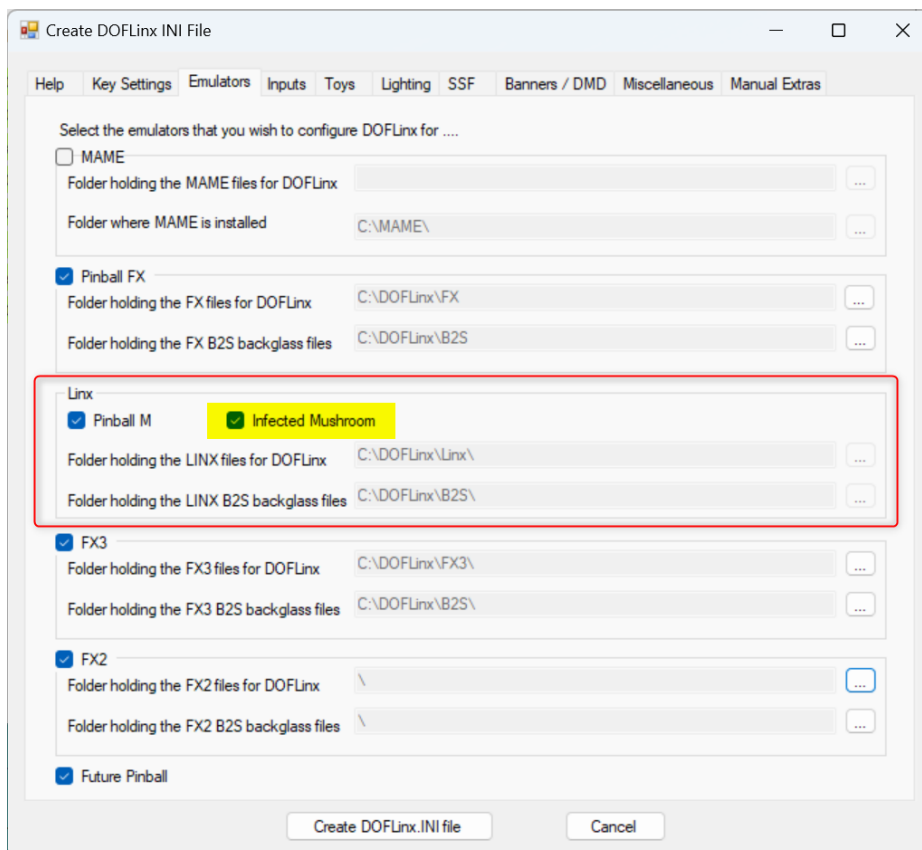 Create DOFLinx INI File
Help Key Settings Emulators Inputs Toys Lighting SSF Banners / DMD Miscellaneous Manual Extras
Select the emulators that you wish to configure DOFLinx for ....
MAME
Folder holding the MAME files for DOFLinx ...
Folder where MAME is installed C:\MAME\ ...
Pinball FX
Folder holding the FX files for DOFLinx C:\DOFLinx\FX ...
Folder holding the FX B2S backglass files C:\DOFLinx\B2S ...
Linx
Pinball M Infected Mushroom
Folder holding the LINX files for DOFLinx C:\DOFLinx\Linx\ ...
Folder holding the LINX B2S backglass files C:\DOFLinx\B2S\ ...
FX3
Folder holding the FX3 files for DOFLinx C:\DOFLinx\FX3\ ...
Folder holding the FX3 B2S backglass files C:\DOFLinx\B2S\ ...
FX2
Folder holding the FX2 files for DOFLinx \ ...
Folder holding the FX2 B2S backglass files \ ...
Future Pinball
Create DOFLinx.INI file Cancel